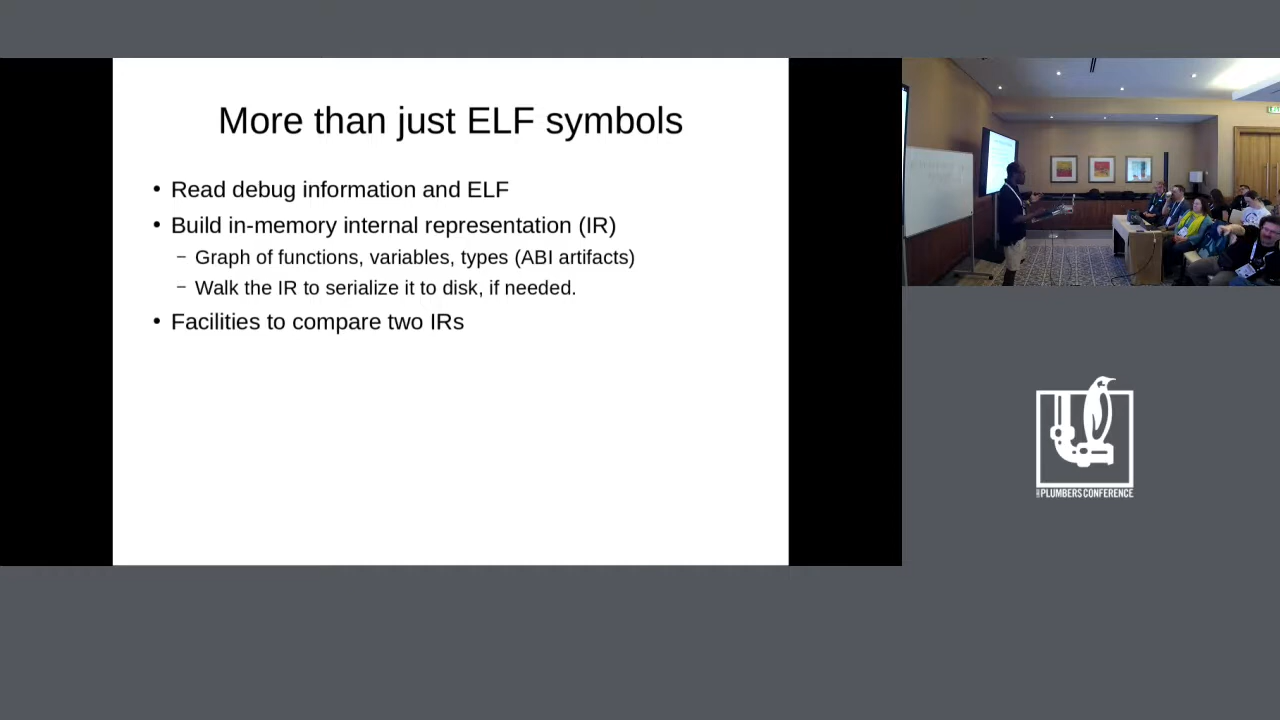 More than just ELF symbols
• Read debug information and ELF
• Build in-memory internal representation (IR)
– Graph of functions, variables, types (ABI artifacts)
– Walk the IR to serialize it to disk, if needed.
• Facilities to compare two IRs
PLUMBERS CONFERENCE